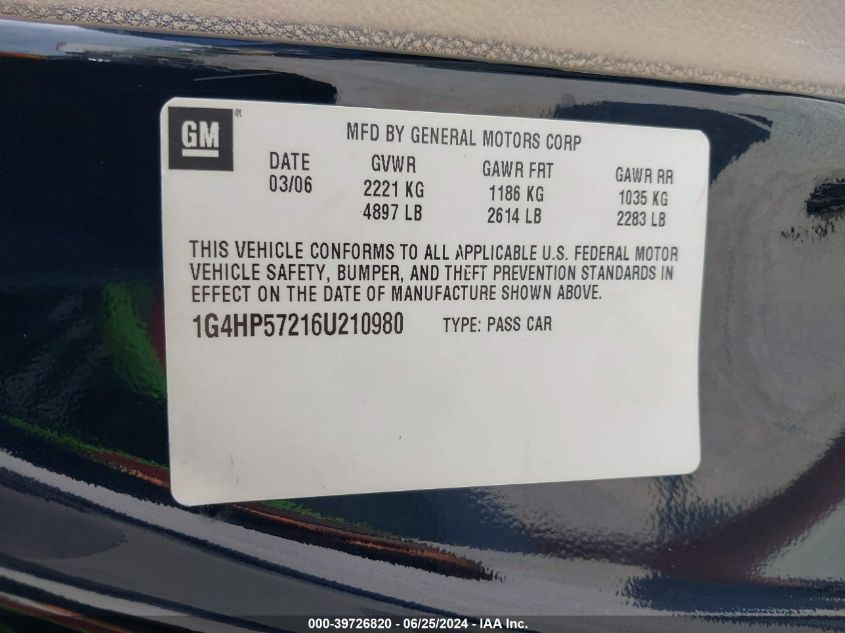 GM ®
MFD BY GENERAL MOTORS CORP
DATE GVWR GAWR FRT GAWR RR
03/06 2221 KG 1186 KG 1035 KG
4897 LB 2614 LB 2283 LB
THIS VEHICLE CONFORMS TO ALL APPLICABLE U.S. FEDERAL MOTOR
VEHICLE SAFETY, BUMPER, AND THEFT PREVENTION STANDARDS IN
EFFECT ON THE DATE OF MANUFACTURE SHOWN ABOVE.
1G4HP57216U210980 TYPE: PASS CAR
000-39726820 - 06/25/2024 - IAAI.COM